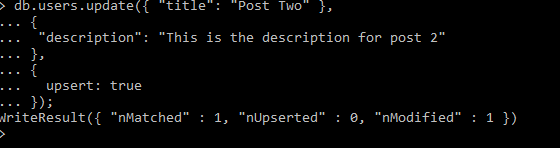 > db.users.update({ "title": "Post Two" },
... {
...  "description": "This is the description for post 2"
... },
... {
...   upsert: true
... });
WriteResult({ "nMatched" : 1, "nUpserted" : 0, "nModified" : 1 })
>